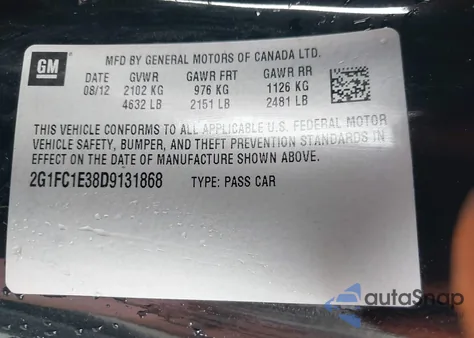 GM
MFD BY GENERAL MOTORS OF CANADA LTD.
DATE GVWR GAWR FRT GAWR RR
08/12 2102 KG 976 KG 1126 KG
4632 LB 2151 LB 2481 LB
THIS VEHICLE CONFORMS TO ALL APPLICABLE U.S. FEDERAL MOTOR
VEHICLE SAFETY, BUMPER, AND THEFT PREVENTION STANDARDS IN
EFFECT ON THE DATE OF MANUFACTURE SHOWN ABOVE.
2G1FC1E38D9131868 TYPE: PASS CAR
autoSnap